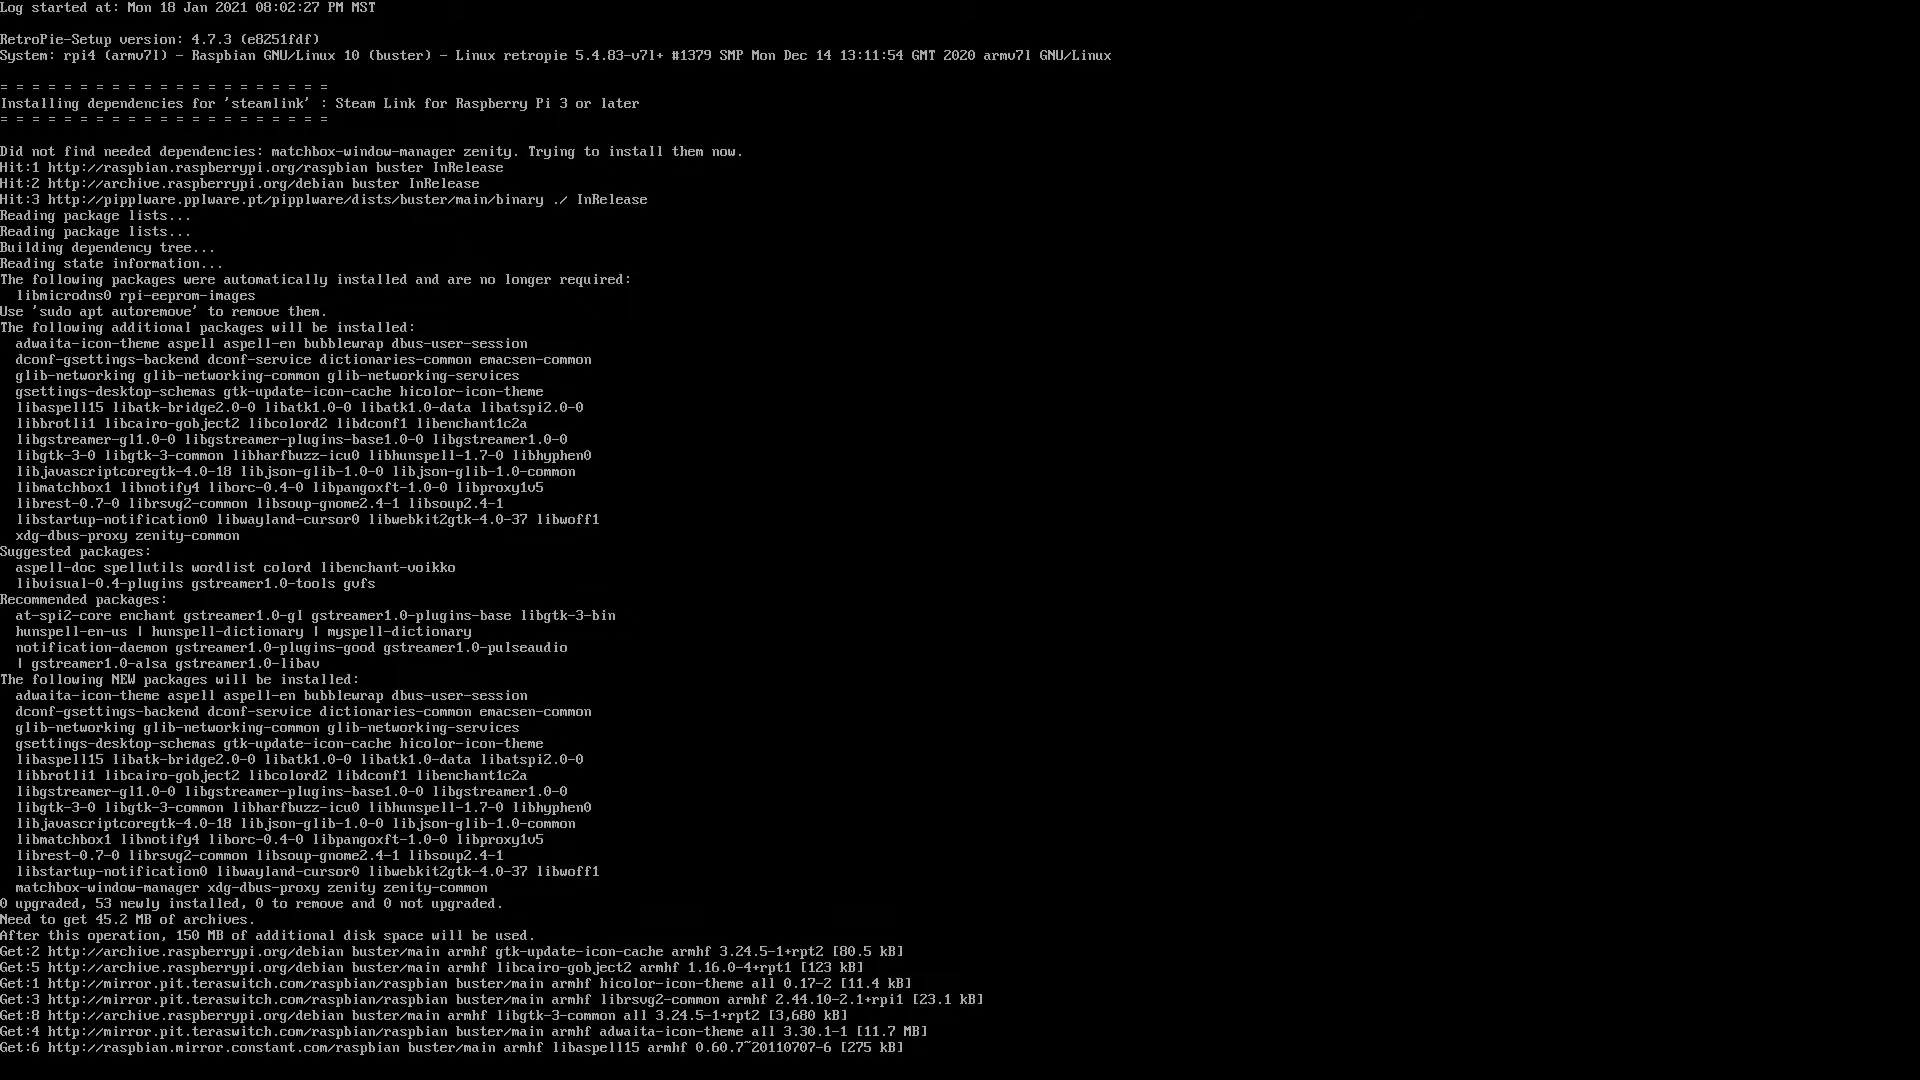 Log started at: Mon 18 Jan 2021 08:02:27 PM MST
RetroPie-Setup version: 4.7.3 (e8251fdf)
System: rpi4 (armv7l) - Raspbian GNU/Linux 10 (buster) - Linux retropie 5.4.83-v7l+ #1379 SMP Mon Dec 14 13:11:54 GMT 2020 armv7l GNU/Linux
= = = = = = = = = = = = = = = = = = = = =
Installing dependencies for 'steamlink' : Steam Link for Raspberry Pi 3 or later
= = = = = = = = = = = = = = = = = = = = =
Did not find needed dependencies: matchbox-window-manager zenity. Trying to install them now.
Hit:1 http://raspbian.raspberrypi.org/raspbian buster InRelease
Hit:2 http://archive.raspberrypi.org/debian buster InRelease
Hit:3 http://pipplware.pplware.pt/pipplware/dists/buster/main/binary ./ InRelease
Reading package lists...
Reading package lists...
Building dependency tree...
Reading state information...
The following packages were automatically installed and are no longer required:
  libmicrodns0 rpi-eeprom-images
Use 'sudo apt autoremove' to remove them.
The following additional packages will be installed:
  adwaita-icon-theme aspell aspell-en bubblewrap dbus-user-session
  dconf-gsettings-backend dconf-service dictionaries-common emacsen-common
  glib-networking glib-networking-common glib-networking-services
  gsettings-desktop-schemas gtk-update-icon-cache hicolor-icon-theme
  libaspell15 libatk-bridge2.0-0 libatk1.0-0 libatk1.0-data libatspi2.0-0
  libbrotli1 libcairo-gobject2 libcolord2 libdconf1 libenchant1c2a
  libgstreamer-gl1.0-0 libgstreamer-plugins-base1.0-0 libgstreamer1.0-0
  libgtk-3-0 libgtk-3-common libharfbuzz-icu0 libhunspell-1.7-0 libhyphen0
  libjavascriptcoregtk-4.0-18 libjson-glib-1.0-0 libjson-glib-1.0-common
  libmatchbox1 libnotify4 liborc-0.4-0 libpangoxft-1.0-0 libproxy1v5
  librest-0.7-0 librsvg2-common libsoup-gnome2.4-1 libsoup2.4-1
  libstartup-notification0 libwayland-cursor0 libwebkit2gtk-4.0-37 libwoff1
  xdg-dbus-proxy zenity-common
Suggested packages:
  aspell-doc spellutils wordlist colord libenchant-voikko
  libvisual-0.4-plugins gstreamer1.0-tools gvfs
Recommended packages:
  at-spi2-core enchant gstreamer1.0-gl gstreamer1.0-plugins-base libgtk-3-bin
  hunspell-en-us | hunspell-dictionary | myspell-dictionary
  notification-daemon gstreamer1.0-plugins-good gstreamer1.0-pulseaudio
  | gstreamer1.0-alsa gstreamer1.0-libav
The following NEW packages will be installed:
  adwaita-icon-theme aspell aspell-en bubblewrap dbus-user-session
  dconf-gsettings-backend dconf-service dictionaries-common emacsen-common
  glib-networking glib-networking-common glib-networking-services
  gsettings-desktop-schemas gtk-update-icon-cache hicolor-icon-theme
  libaspell15 libatk-bridge2.0-0 libatk1.0-0 libatk1.0-data libatspi2.0-0
  libbrotli1 libcairo-gobject2 libcolord2 libdconf1 libenchant1c2a
  libgstreamer-gl1.0-0 libgstreamer-plugins-base1.0-0 libgstreamer1.0-0
  libgtk-3-0 libgtk-3-common libharfbuzz-icu0 libhunspell-1.7-0 libhyphen0
  libjavascriptcoregtk-4.0-18 libjson-glib-1.0-0 libjson-glib-1.0-common
  libmatchbox1 libnotify4 liborc-0.4-0 libpangoxft-1.0-0 libproxy1v5
  librest-0.7-0 librsvg2-common libsoup-gnome2.4-1 libsoup2.4-1
  libstartup-notification0 libwayland-cursor0 libwebkit2gtk-4.0-37 libwoff1
  matchbox-window-manager xdg-dbus-proxy zenity zenity-common
0 upgraded, 53 newly installed, 0 to remove and 0 not upgraded.
Need to get 45.2 MB of archives.
After this operation, 150 MB of additional disk space will be used.
Get:2 http://archive.raspberrypi.org/debian buster/main armhf gtk-update-icon-cache armhf 3.24.5-1+rpt2 [80.5 kB]
Get:5 http://archive.raspberrypi.org/debian buster/main armhf libcairo-gobject2 armhf 1.16.0-4+rpt1 [123 kB]
Get:1 http://mirror.pit.teraswitch.com/raspbian/raspbian buster/main armhf hicolor-icon-theme all 0.17-2 [11.4 kB]
Get:3 http://mirror.pit.teraswitch.com/raspbian/raspbian buster/main armhf librsvg2-common armhf 2.44.10-2.1+rpi1 [23.1 kB]
Get:8 http://archive.raspberrypi.org/debian buster/main armhf libgtk-3-common all 3.24.5-1+rpt2 [3,680 kB]
Get:4 http://mirror.pit.teraswitch.com/raspbian/raspbian buster/main armhf adwaita-icon-theme all 3.30.1-1 [11.7 MB]
Get:6 http://raspbian.mirror.constant.com/raspbian buster/main armhf libaspell15 armhf 0.60.7~20110707-6 [275 kB]